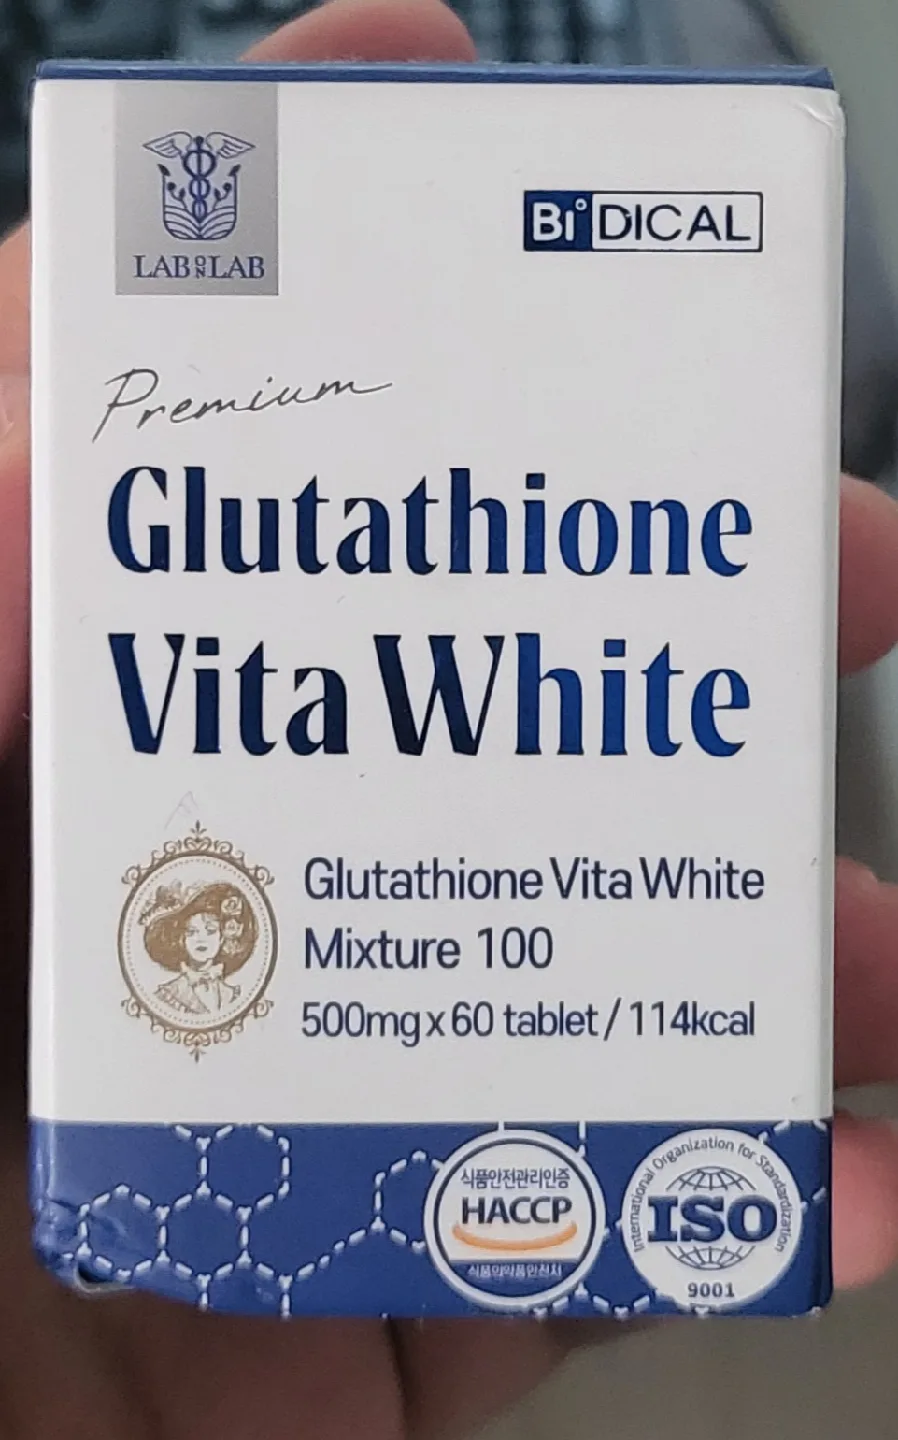 LAB ON LAB
Bi°DICAL
Premium
Glutathione
Vita White
Glutathione Vita White
Mixture 100
500mg x 60 tablet / 114kcal
식품안전관리인증
HACCP
식품의약품안전처
International Organization for Standardization
ISO
9001